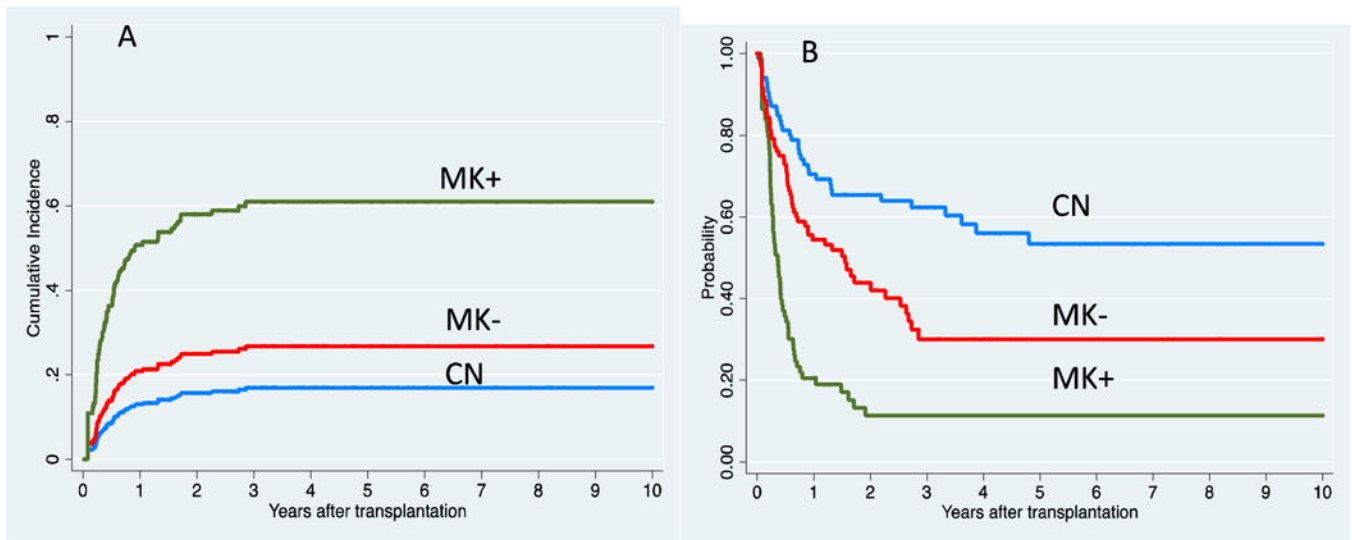 A
Cumulative Incidence
1
.8
.6
.4
.2
0
MK+
MK-
CN
0 1 2 3 4 5 6 7 8 9 10
Years after transplantation
B
Probability
1.00
0.80
0.60
0.40
0.20
0.00
CN
MK-
MK+
0 1 2 3 4 5 6 7 8 9 10
Years after transplantation